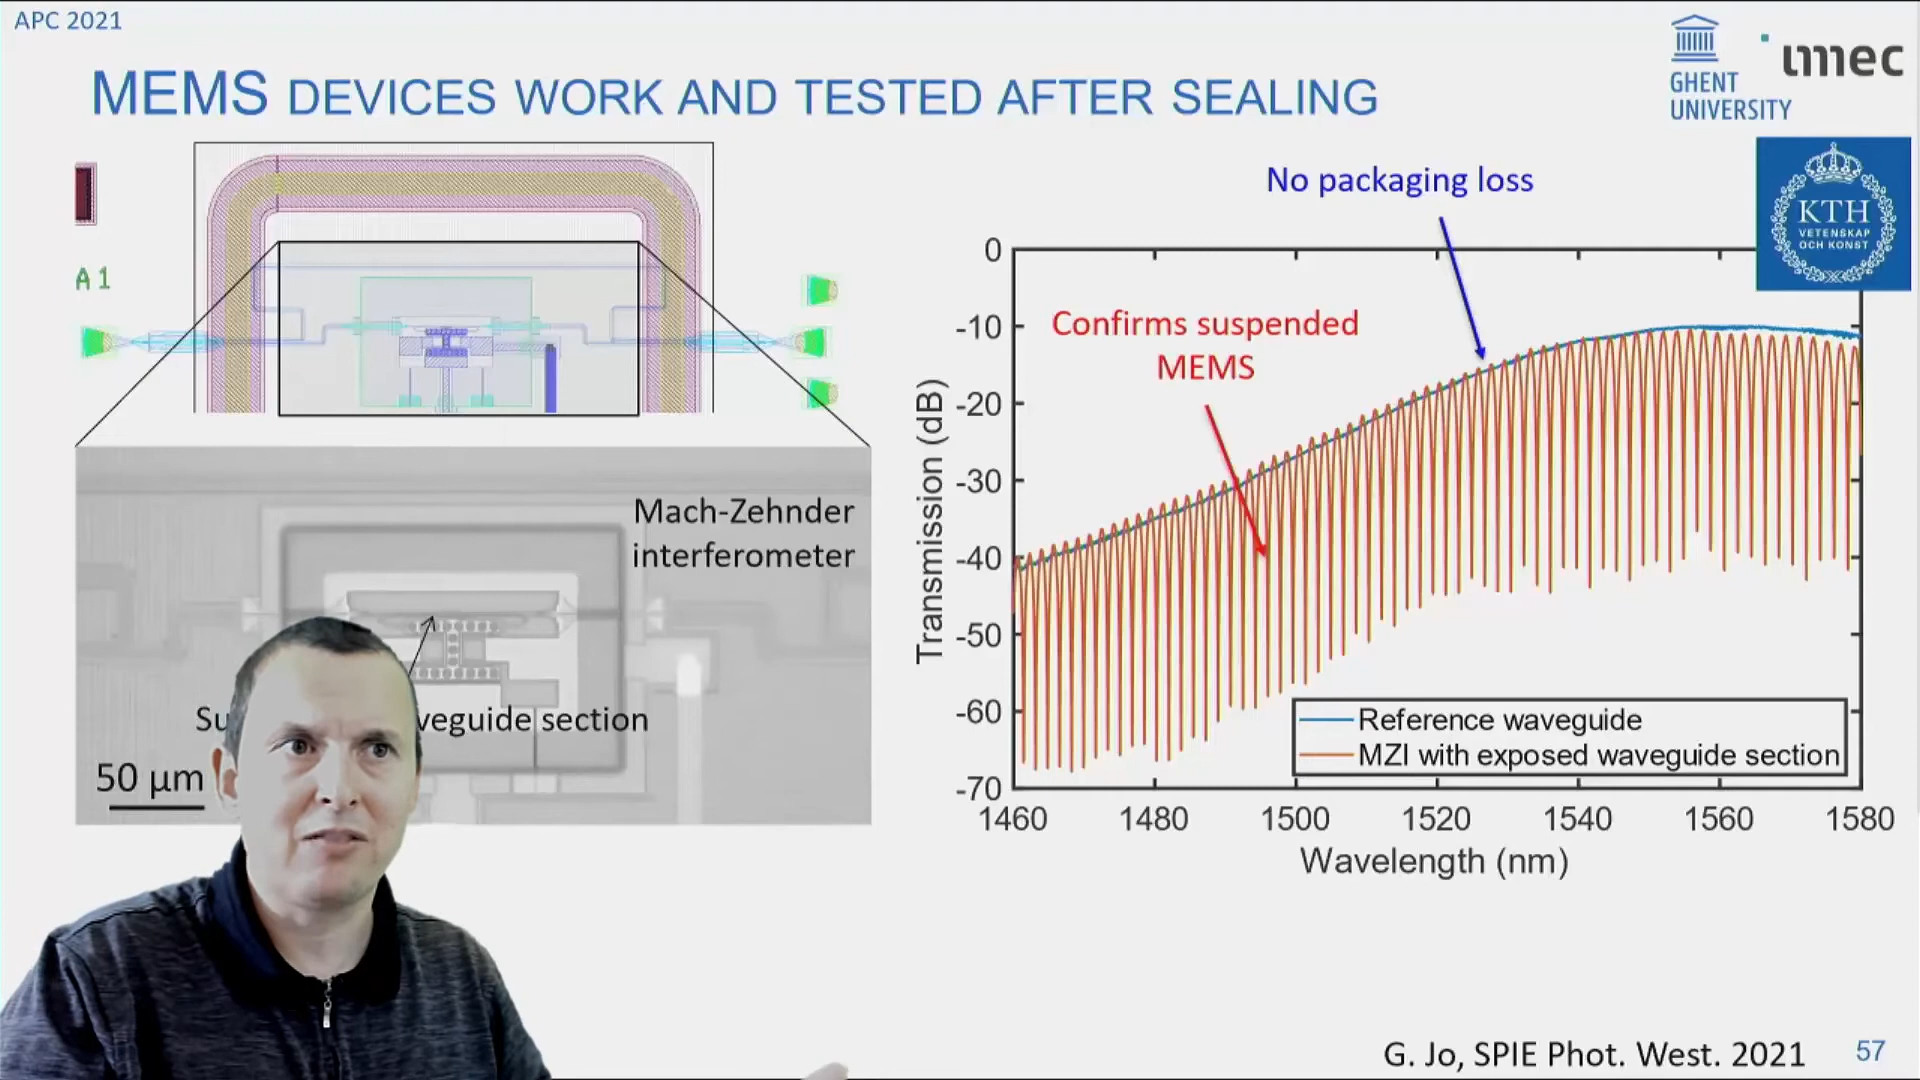 APC 2021
MEMS DEVICES WORK AND TESTED AFTER SEALING
GHENT
UNIVERSITY
imec
KTH
VETENSKAP
OCH KONST
A 1
Mach-Zehnder
interferometer
section
50 µm
No packaging loss
Confirms suspended
MEMS
Transmission (dB)
0
-10
-20
-30
-40
-50
-60
-70
Reference waveguide
MZI with exposed waveguide section
1460 1480 1500 1520 1540 1560 1580
Wavelength (nm)
G. Jo, SPIE Phot. West. 2021
57